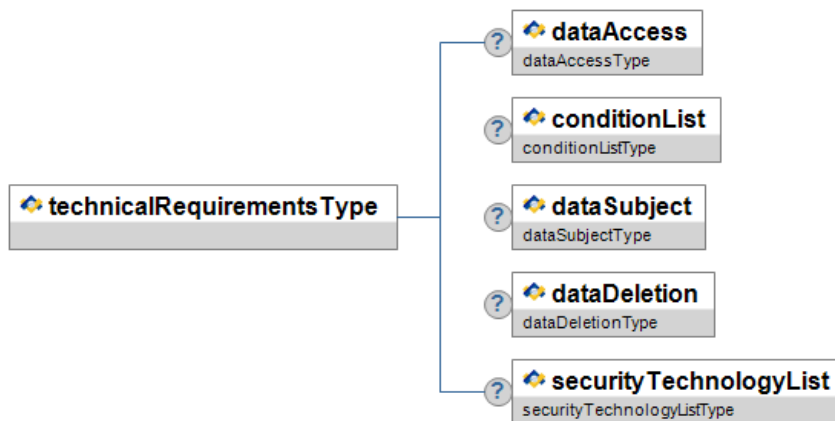 technicalRequirementsType
?
dataAccess
dataAccessType
?
conditionList
conditionListType
?
dataSubject
dataSubjectType
?
dataDeletion
dataDeletionType
?
securityTechnologyList
securityTechnologyListType